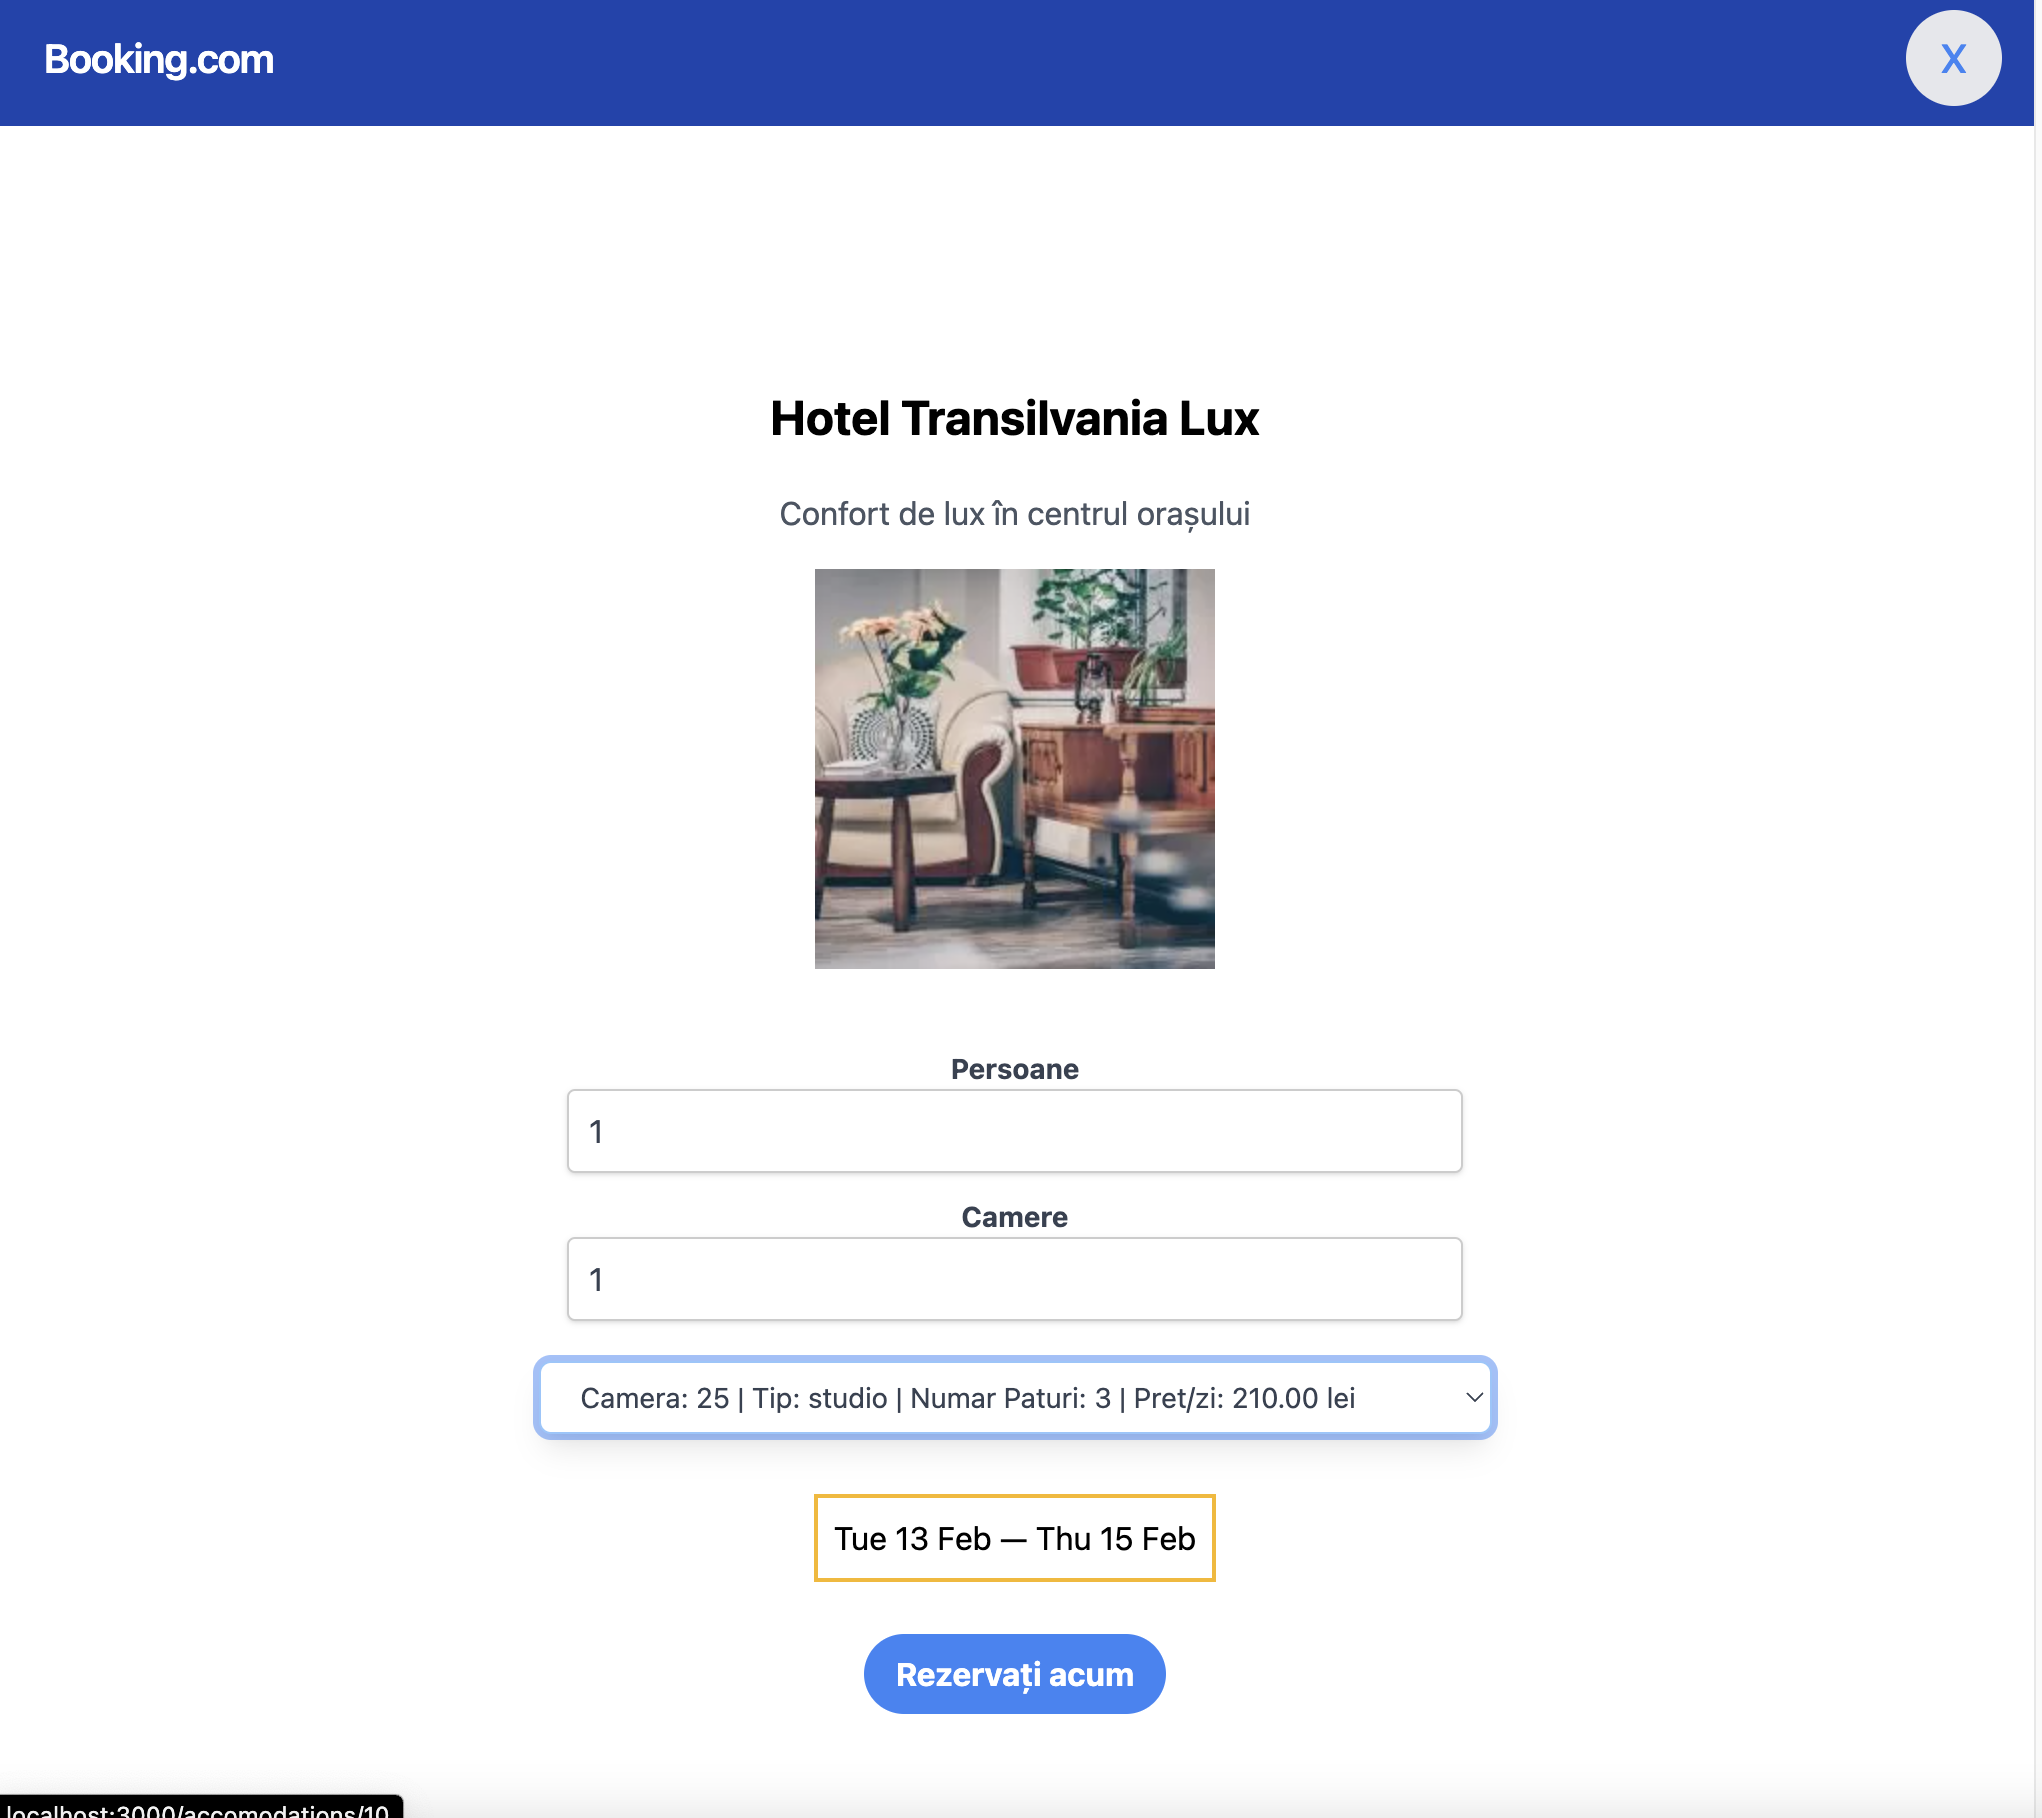 Booking.com
X
Hotel Transilvania Lux
Confort de lux în centrul orașului
Persoane
1
Camere
1
Camera: 25 | Tip: studio | Numar Paturi: 3 | Pret/zi: 210.00 lei
Tue 13 Feb — Thu 15 Feb
Rezervați acum
localhost:3000/accomodations/10